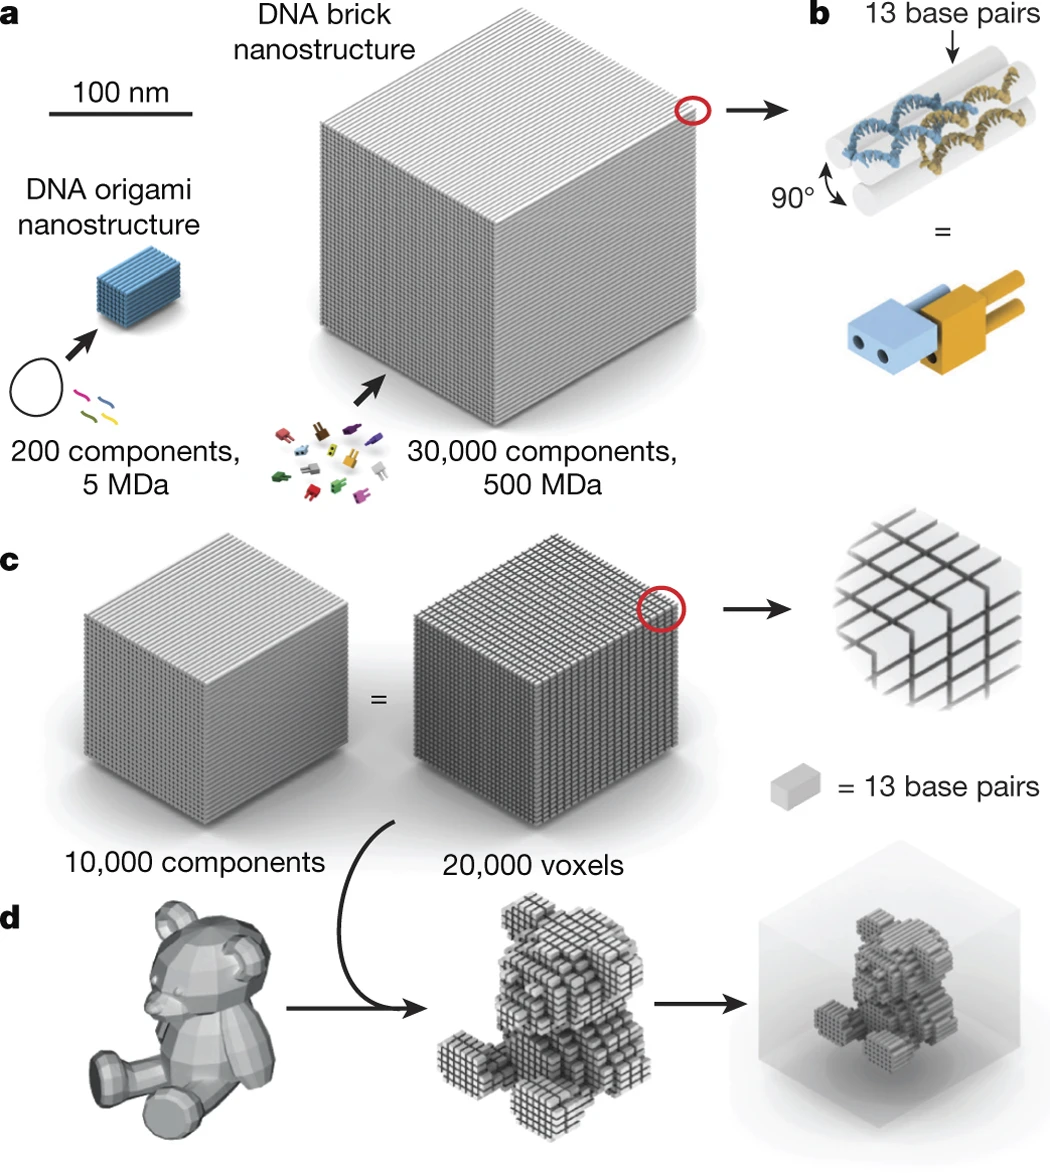 a
DNA brick
nanostructure
100 nm
DNA origami
nanostructure
200 components,
5 MDa
30,000 components,
500 MDa
b
13 base pairs
90°
=
c
=
10,000 components
20,000 voxels
= 13 base pairs
d